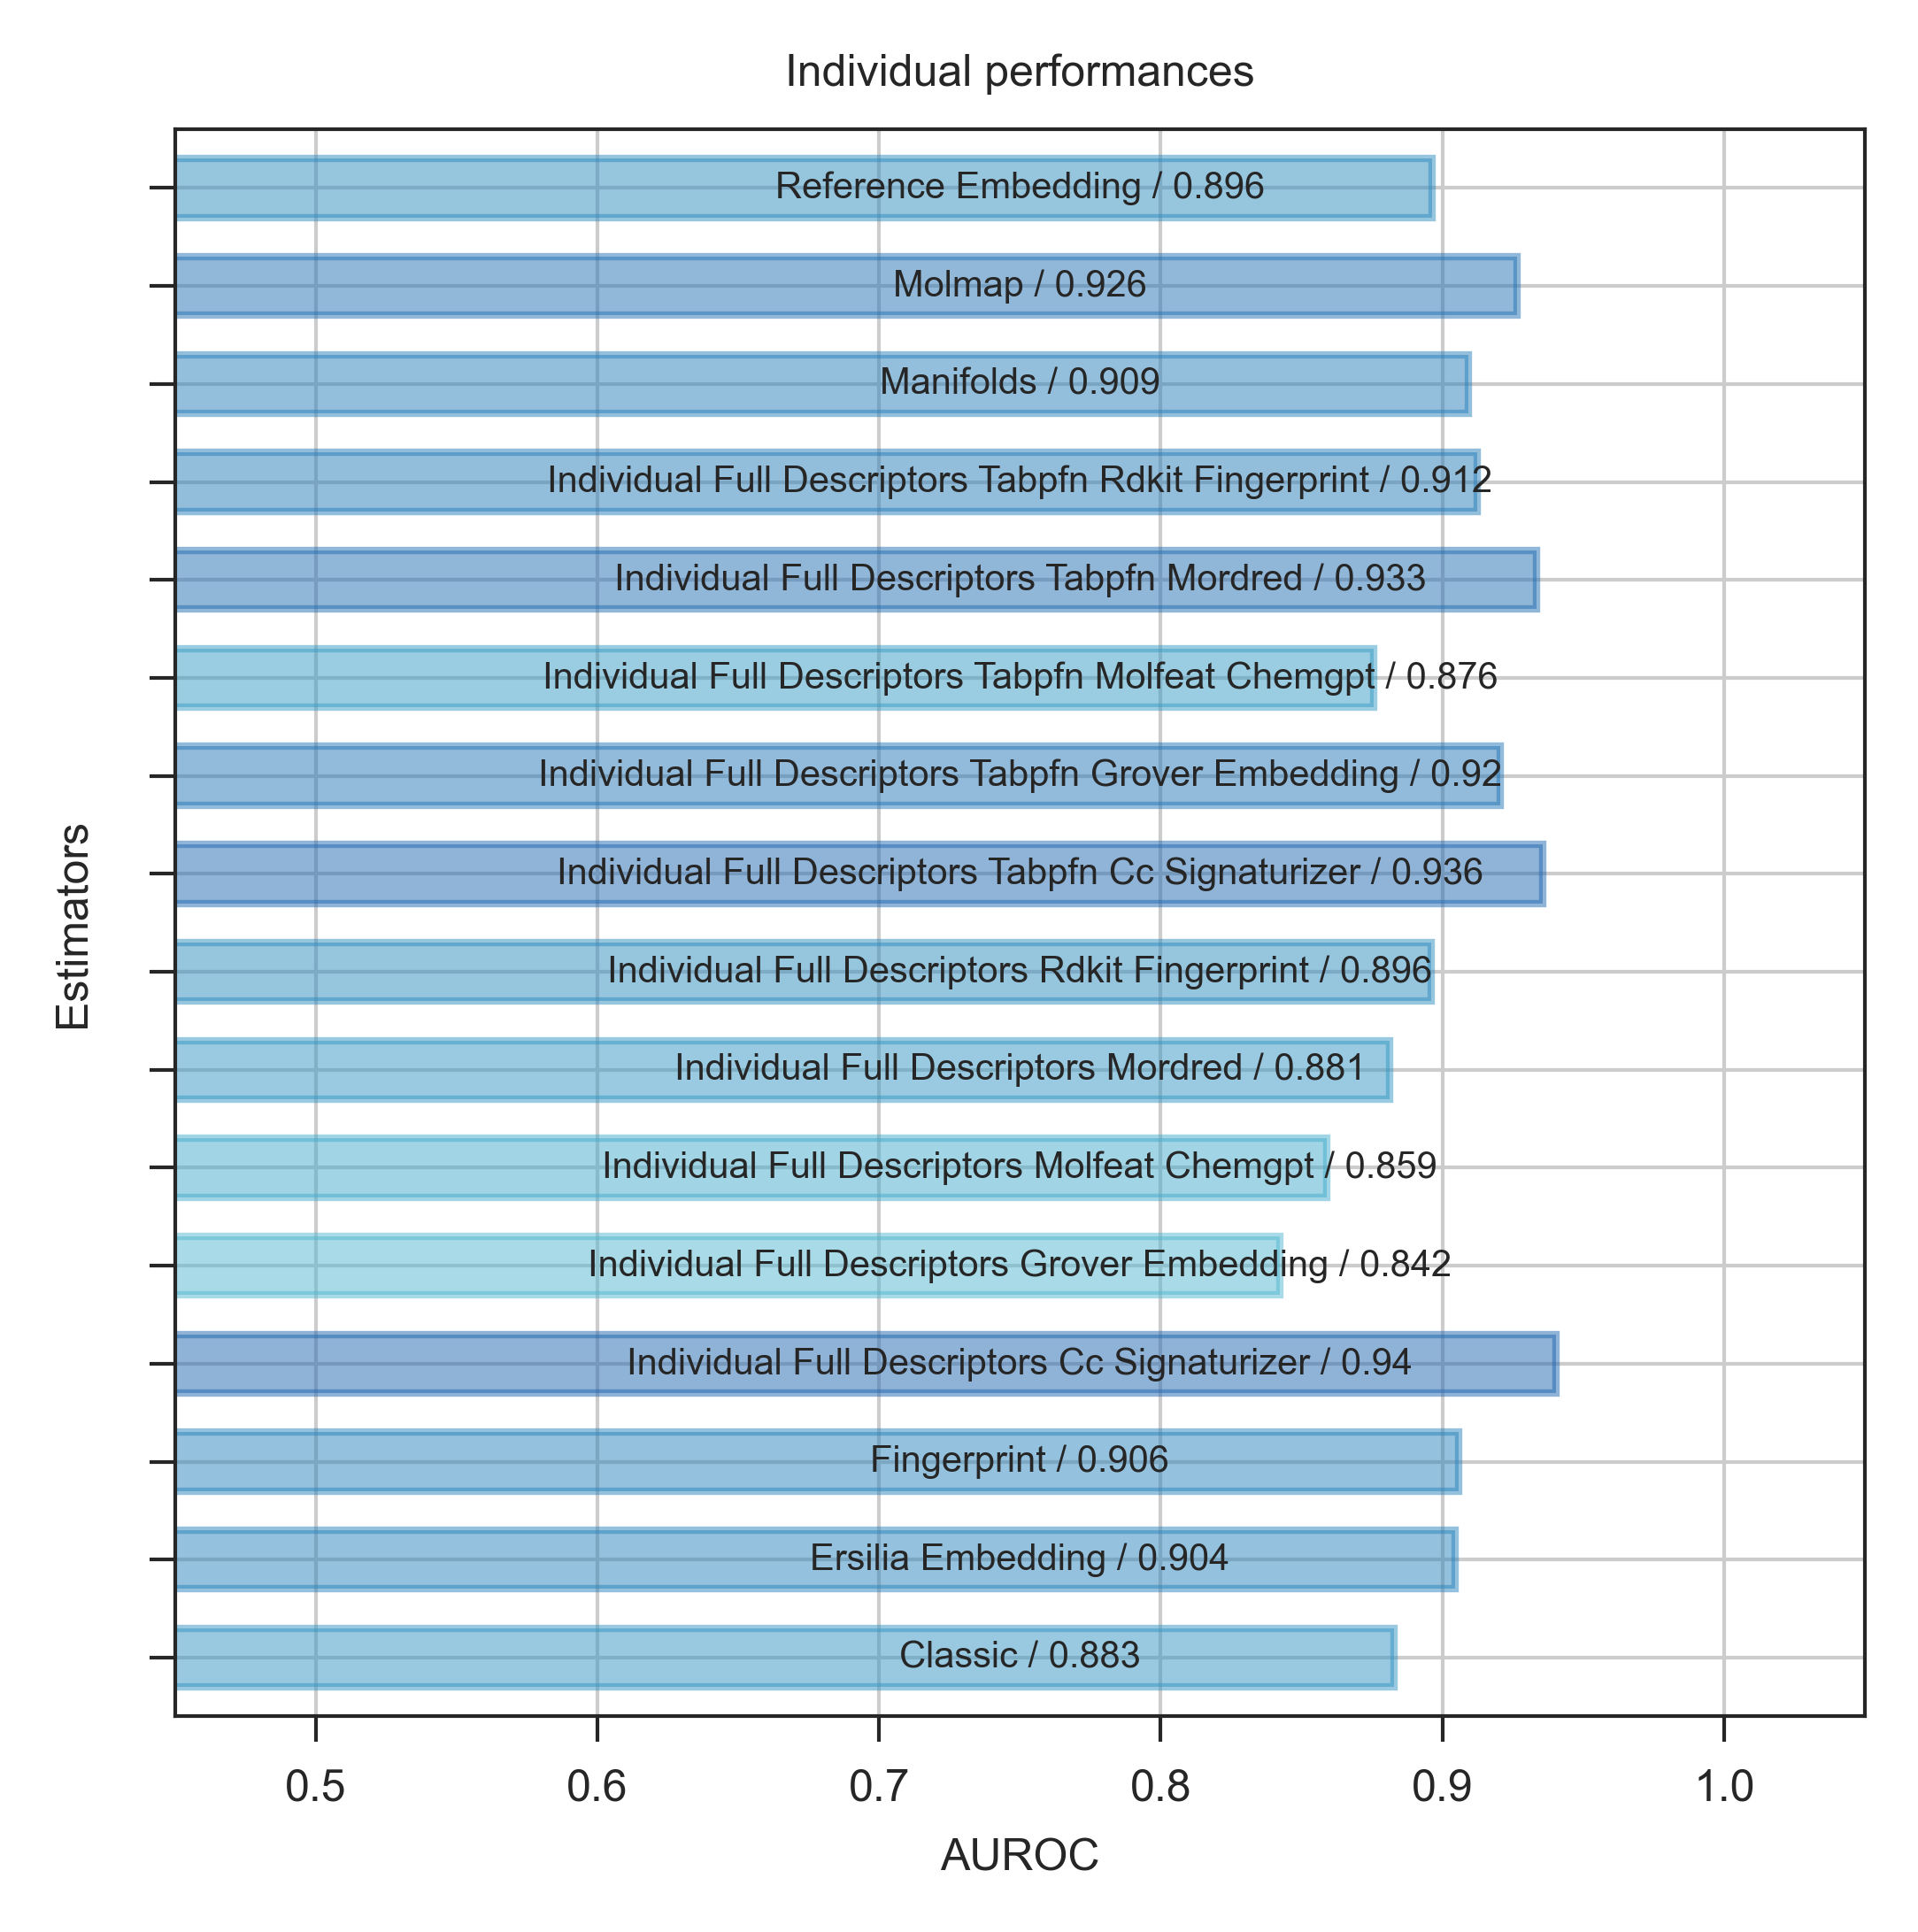 Individual performances
Reference Embedding / 0.896
Molmap / 0.926
Manifolds / 0.909
Individual Full Descriptors Tabpfn Rdkit Fingerprint / 0.912
Individual Full Descriptors Tabpfn Mordred / 0.933
Individual Full Descriptors Tabpfn Molfeat Chemgpt / 0.876
Individual Full Descriptors Tabpfn Grover Embedding / 0.92
Individual Full Descriptors Tabpfn Cc Signaturizer / 0.936
Individual Full Descriptors Rdkit Fingerprint / 0.896
Individual Full Descriptors Mordred / 0.881
Individual Full Descriptors Molfeat Chemgpt / 0.859
Individual Full Descriptors Grover Embedding / 0.842
Individual Full Descriptors Cc Signaturizer / 0.94
Fingerprint / 0.906
Ersilia Embedding / 0.904
Classic / 0.883
Estimators
0.5 0.6 0.7 0.8 0.9 1.0
AUROC